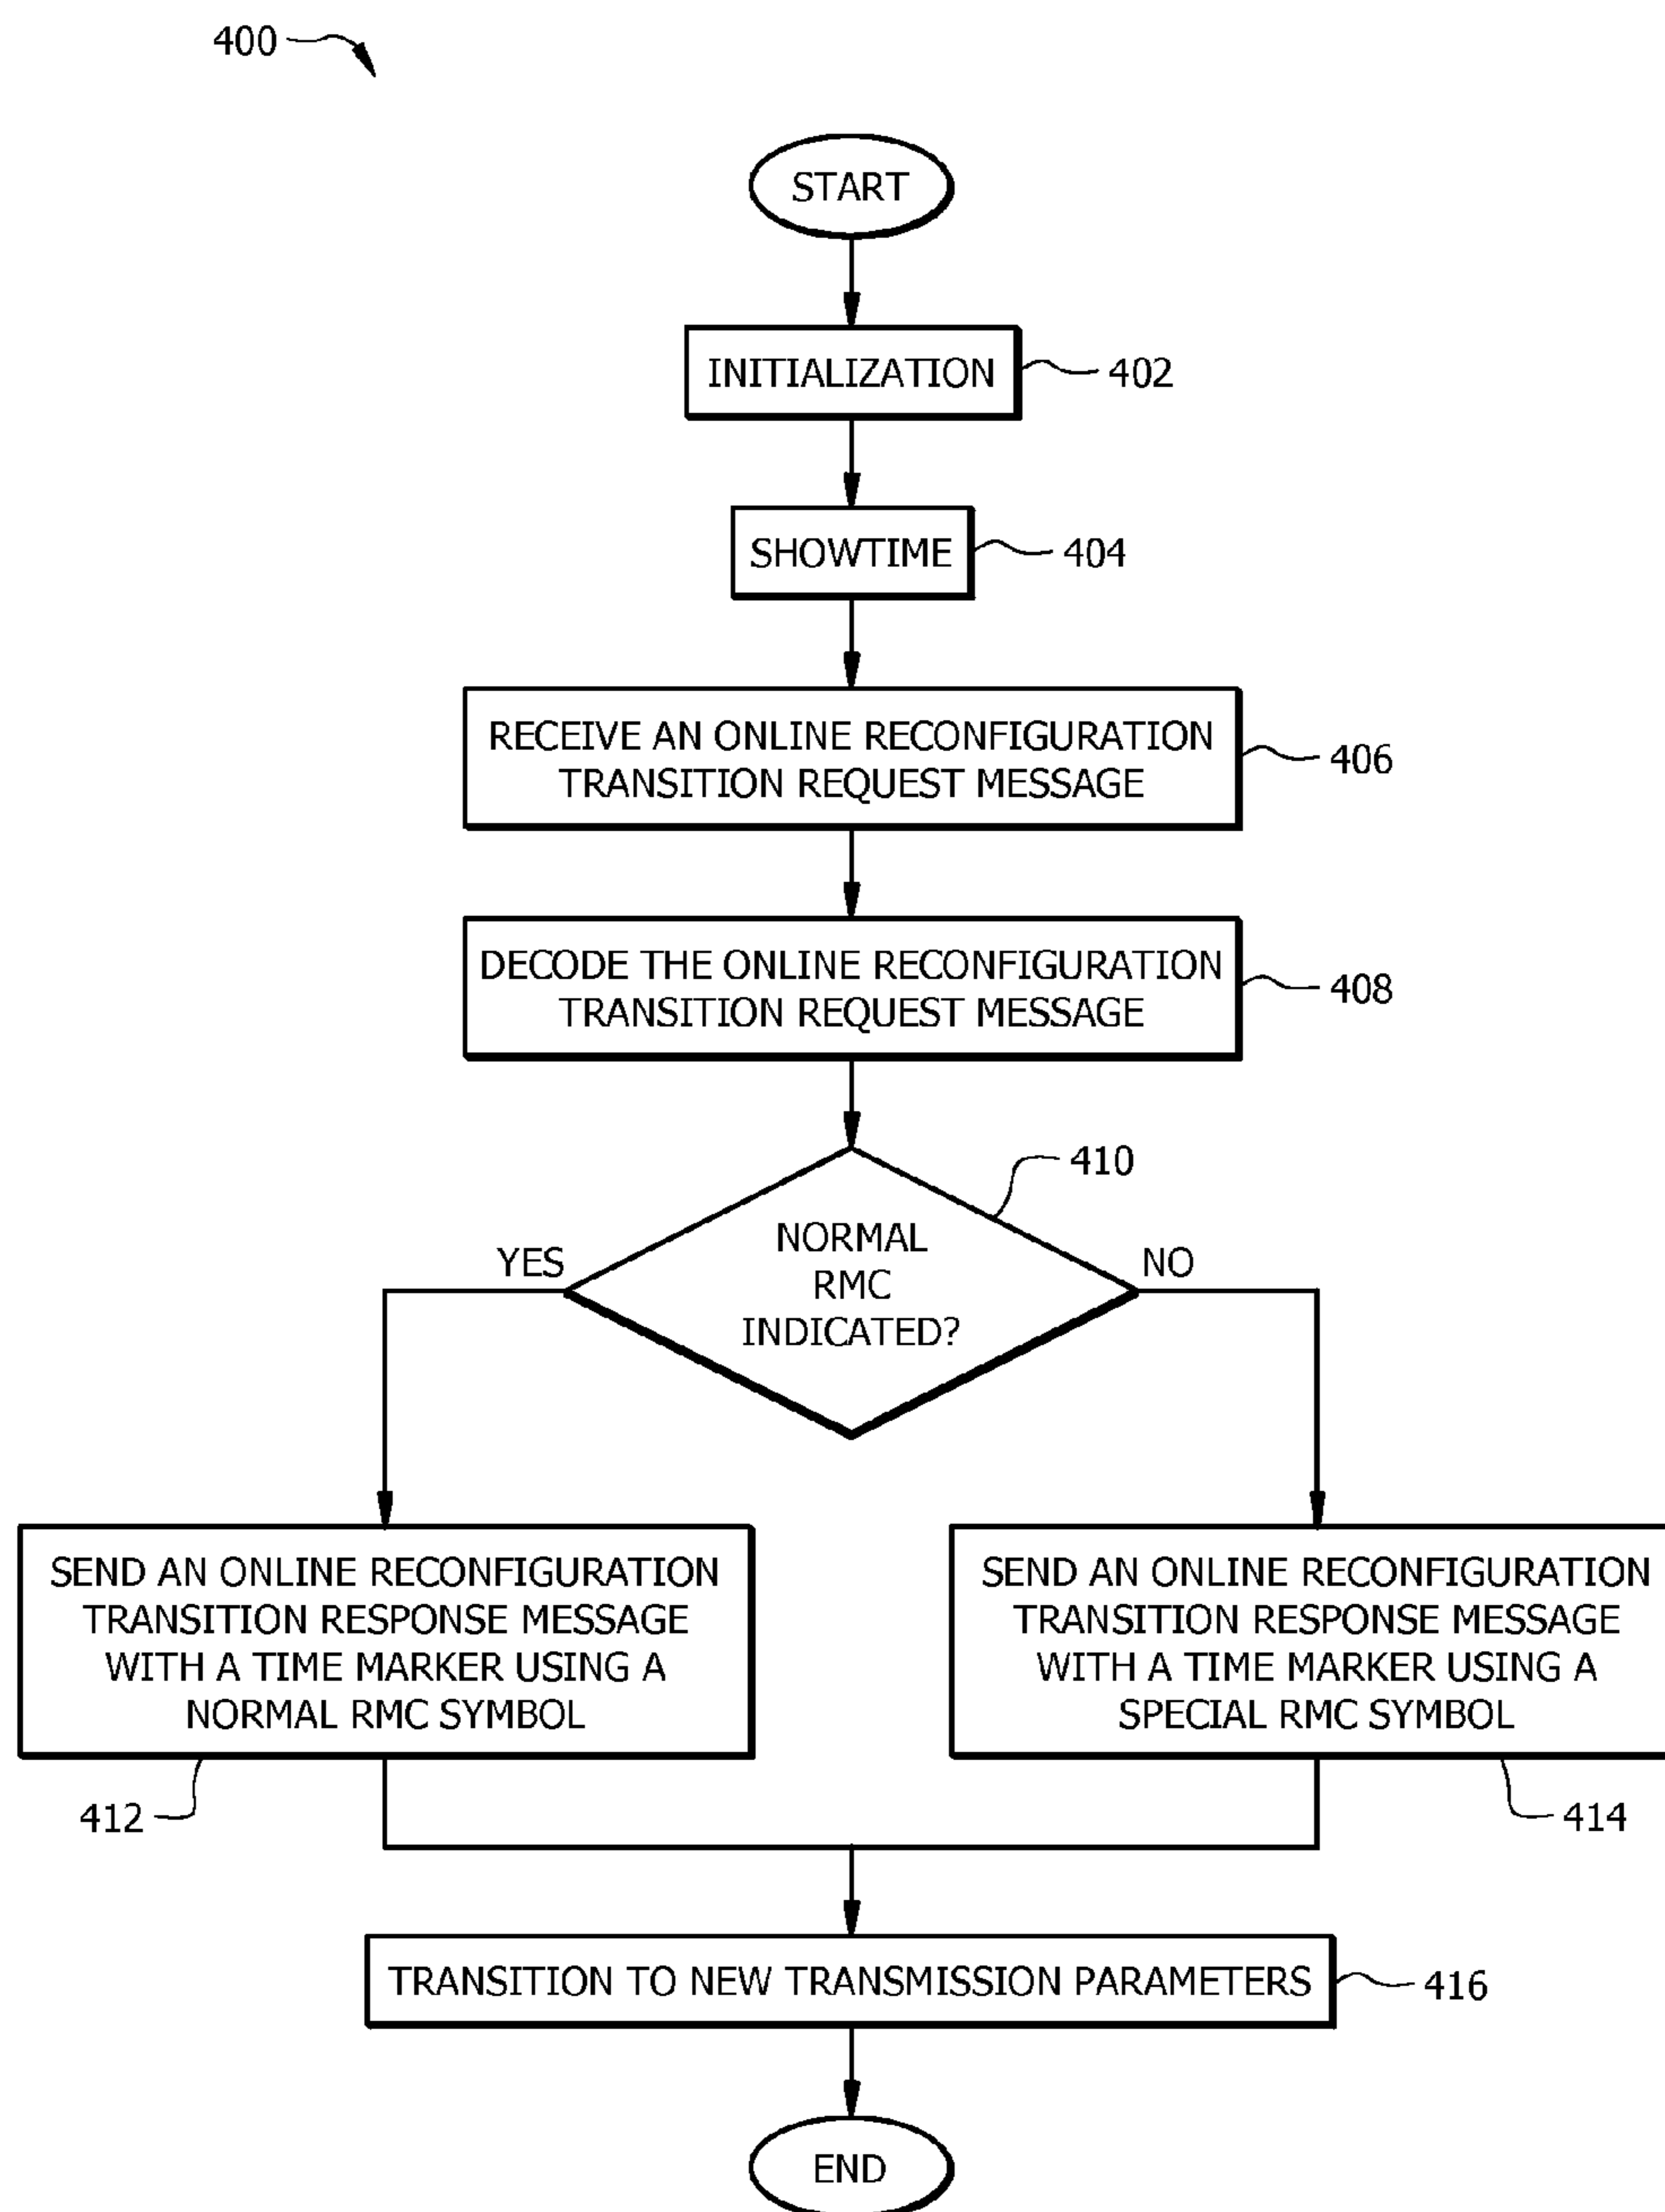 400
START
INITIALIZATION
402
SHOWTIME
404
RECEIVE AN ONLINE RECONFIGURATION
TRANSITION REQUEST MESSAGE
406
DECODE THE ONLINE RECONFIGURATION
TRANSITION REQUEST MESSAGE
408
410
NORMAL
RMC
INDICATED?
YES
NO
SEND AN ONLINE RECONFIGURATION
TRANSITION RESPONSE MESSAGE
WITH A TIME MARKER USING A
NORMAL RMC SYMBOL
412
SEND AN ONLINE RECONFIGURATION
TRANSITION RESPONSE MESSAGE
WITH A TIME MARKER USING A
SPECIAL RMC SYMBOL
414
TRANSITION TO NEW TRANSMISSION PARAMETERS
416
END